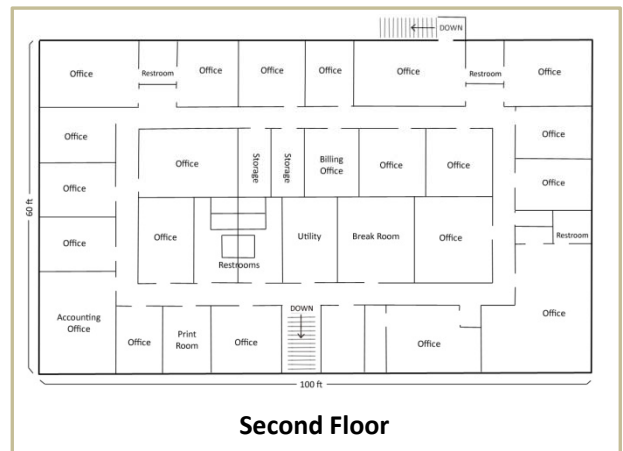 DOWN
Office
Restroom
Office
Office
Office
Office
Restroom
Office
Office
Office
Office
Storage
Storage
Billing
Office
Office
Office
Office
Office
60 ft
Office
Office
Utility
Break Room
Office
Restroom
Restrooms
Accounting
Office
DOWN
Office
Office
Print
Room
Office
Office
100 ft
Second Floor